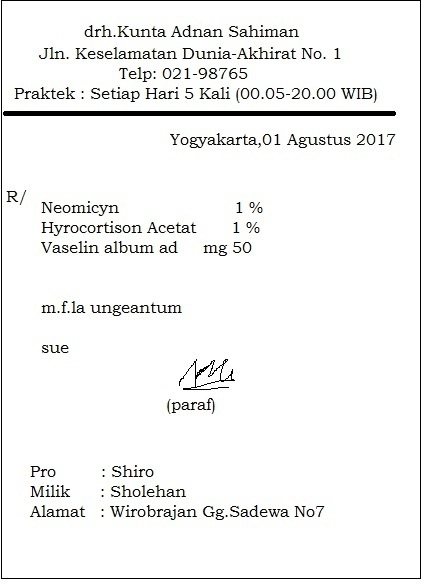 drh.Kunta Adnan Sahiman
Jln. Keselamatan Dunia-Akhirat No. 1
Telp: 021-98765
Praktek : Setiap Hari 5 Kali (00.05-20.00 WIB)
Yogyakarta,01 Agustus 2017
R/
Neomicyn 1 %
Hyrocortison Acetat 1 %
Vaselin album ad mg 50
m.f.la ungeantum
sue
(paraf)
Pro : Shiro
Milik : Sholehan
Alamat : Wirobrajan Gg.Sadewa No7